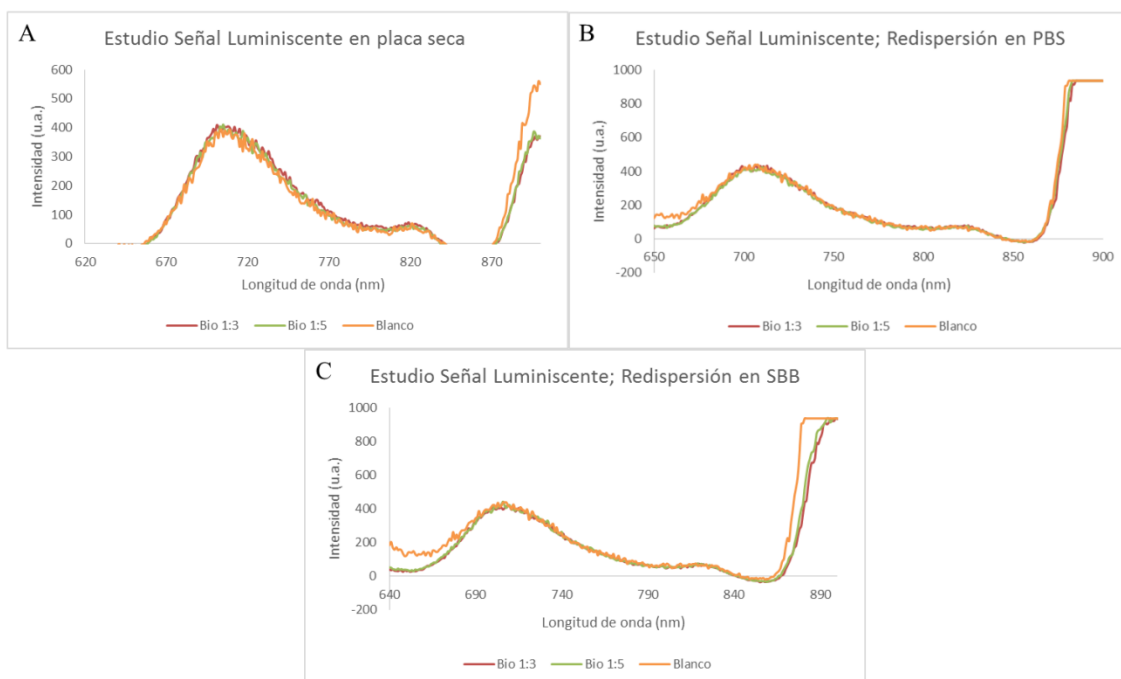 A
Estudio Señal Luminiscente en placa seca
Intensidad (u.a.)
600
500
400
300
200
100
0
620 670 720 770 820 870
Longitud de onda (nm)
Bio 1:3 Bio 1:5 Blanco
B
Estudio Señal Luminiscente; Redispersión en PBS
Intensidad (u.a.)
1000
800
600
400
200
0
-200
650 700 750 800 850 900
Longitud de onda (nm)
Bio 1:3 Bio 1:5 Blanco
C
Estudio Señal Luminiscente; Redispersión en SBB
Intensidad (u.a.)
1000
800
600
400
200
0
-200
640 690 740 790 840 890
Longitud de onda (nm)
Bio 1:3 Bio 1:5 Blanco